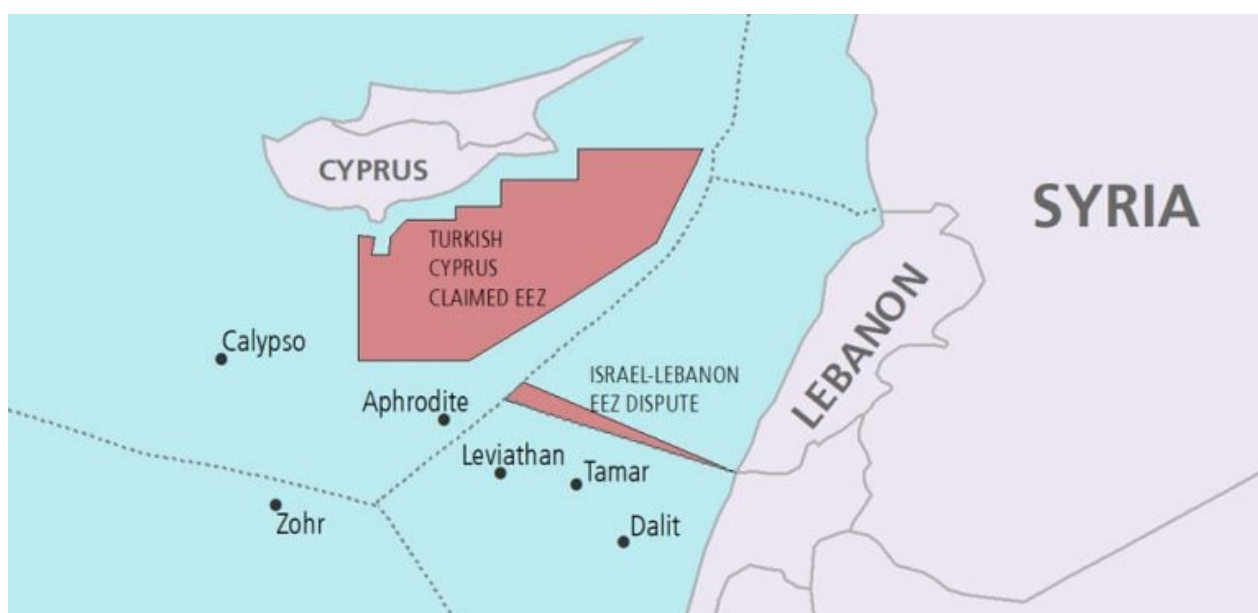 CYPRUS
SYRIA
TURKISH
CYPRUS
CLAIMED EEZ
LEBANON
Calypso
ISRAEL-LEBANON
EEZ DISPUTE
Aphrodite
Leviathan
Tamar
Zohr
Dalit